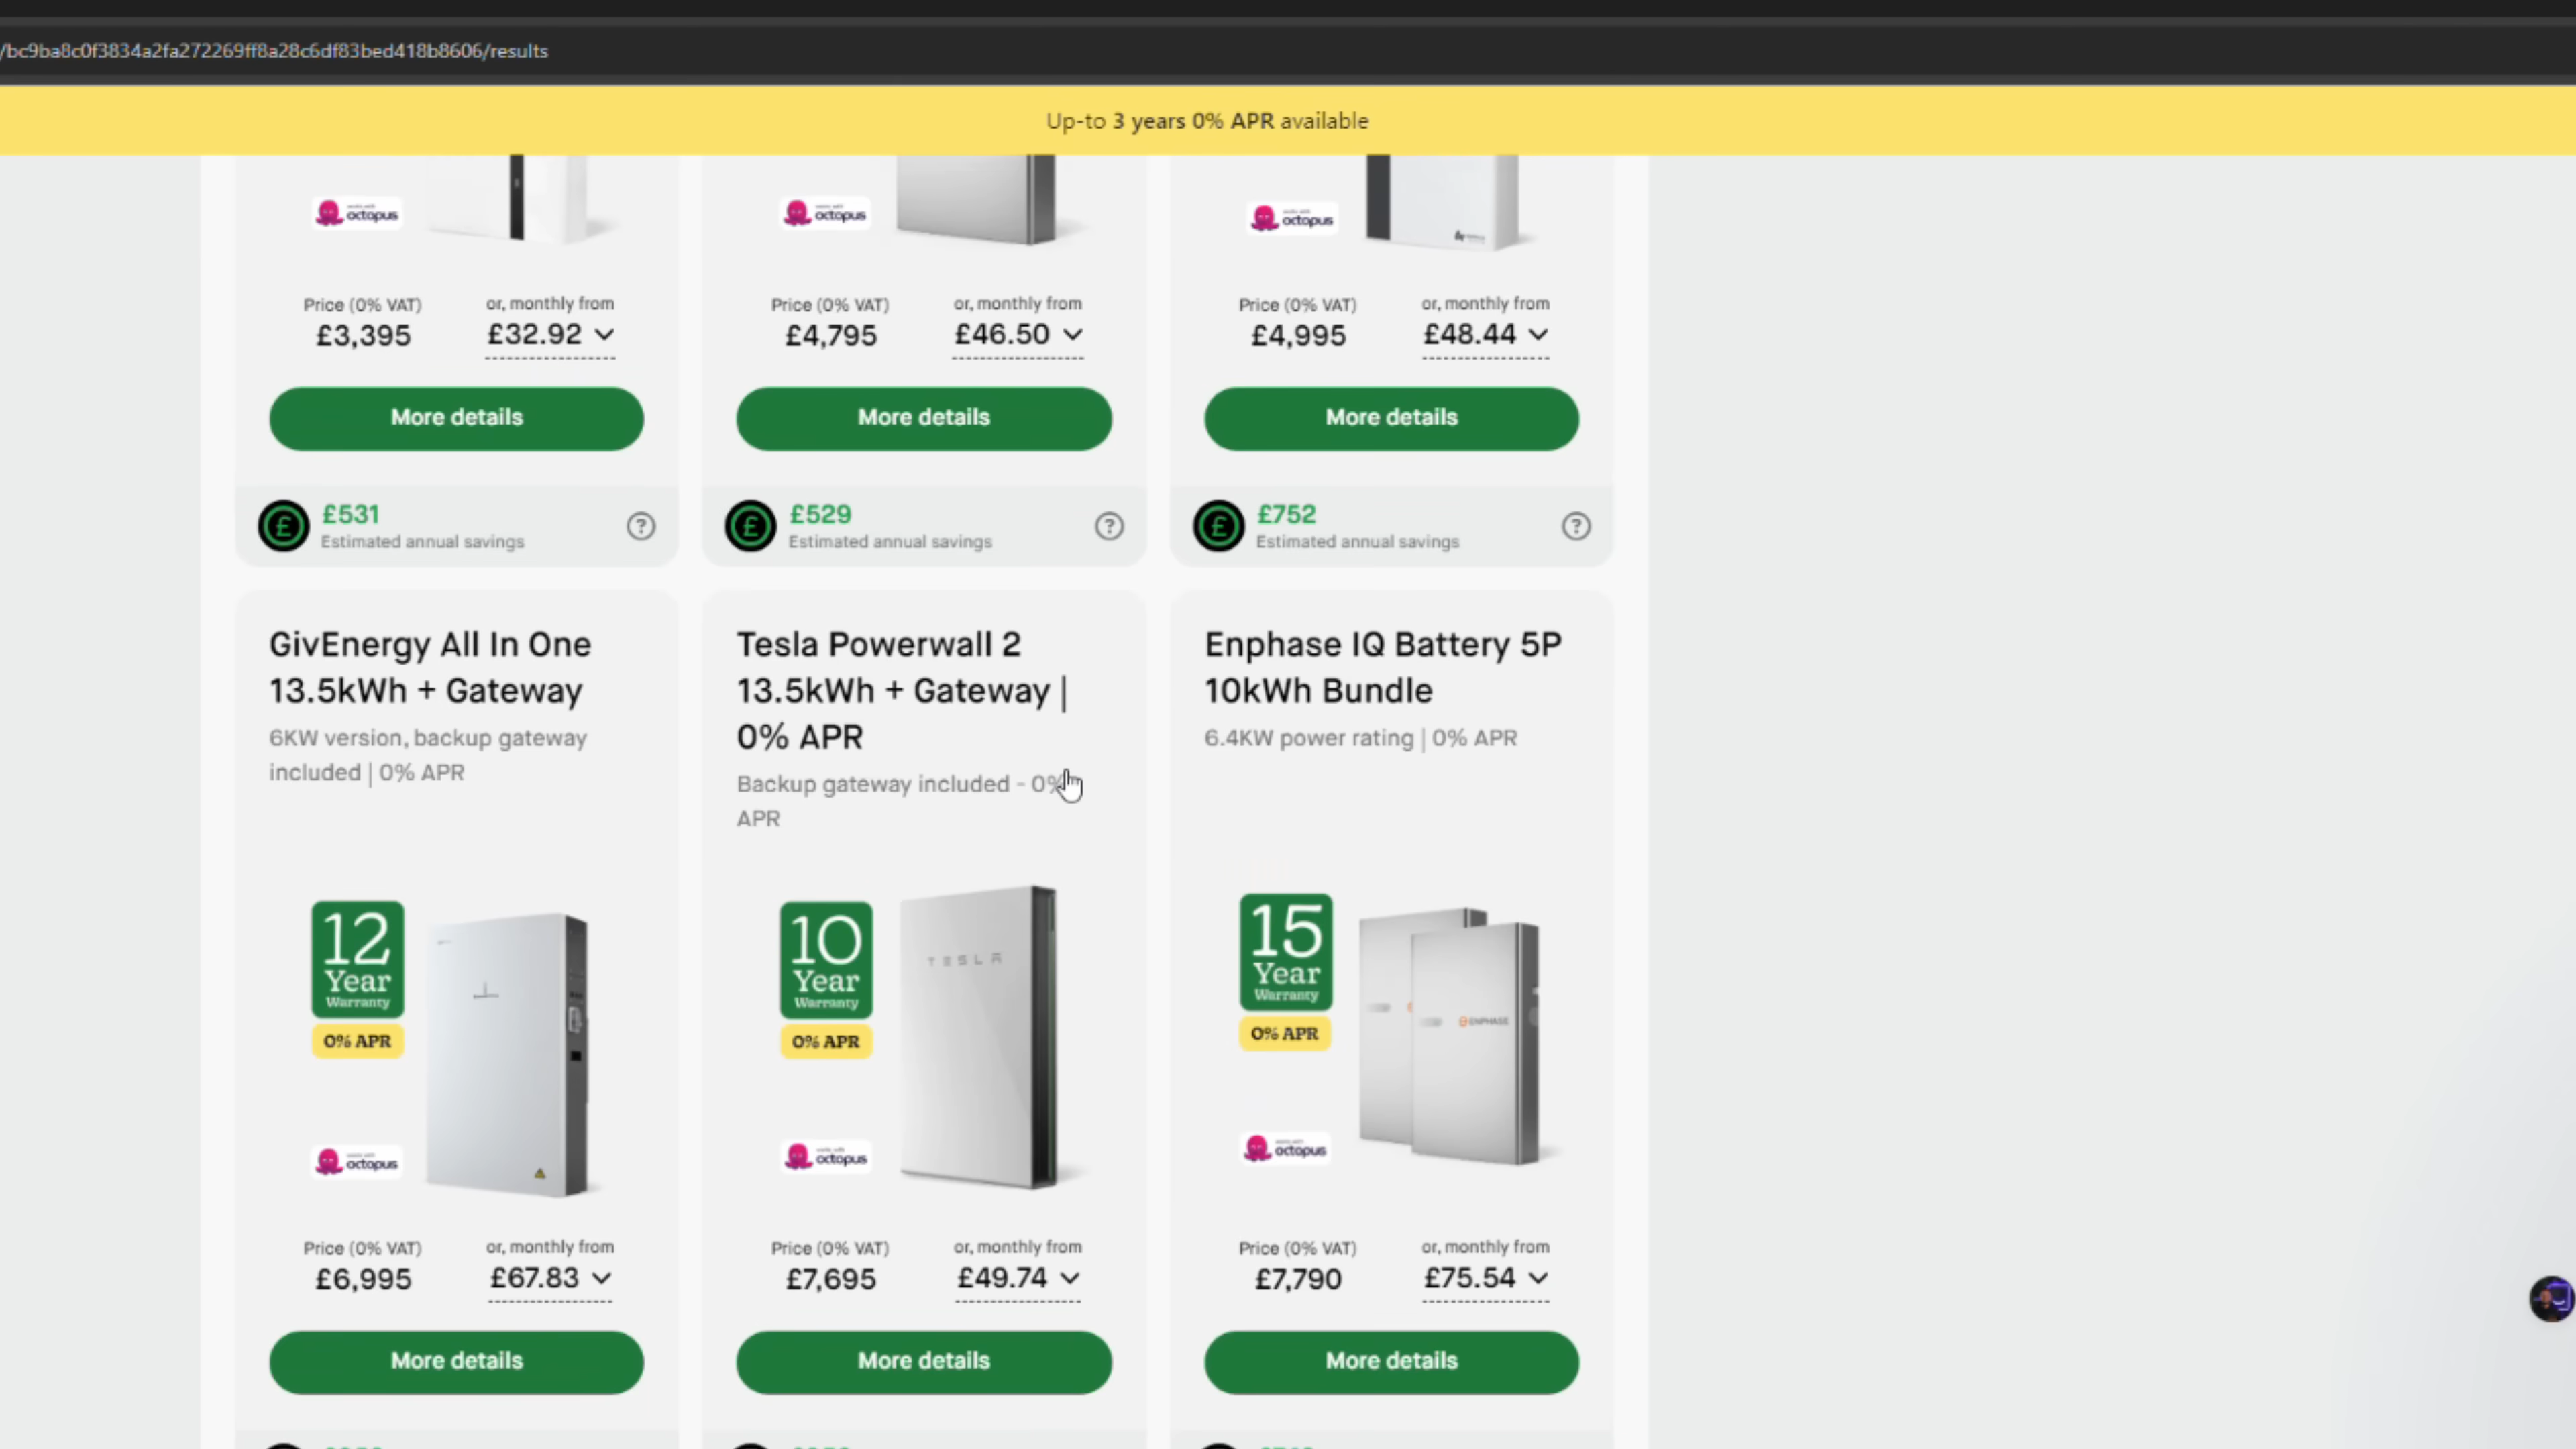 /bc9ba8c0f3834a2fa272269ff8a28c6df83bed418b8606/results
Up-to 3 years 0% APR available
octopus
octopus
octopus
Price (0% VAT)
or, monthly from
£3,395
£32.92
Price (0% VAT)
or, monthly from
£4,795
£46.50
Price (0% VAT)
or, monthly from
£4,995
£48.44
More details
More details
More details
£531
Estimated annual savings
£529
Estimated annual savings
£752
Estimated annual savings
GivEnergy All In One
13.5kWh + Gateway
6KW version, backup gateway
included | 0% APR
Tesla Powerwall 2
13.5kWh + Gateway |
0% APR
Backup gateway included - 0%
APR
Enphase IQ Battery 5P
10kWh Bundle
6.4KW power rating | 0% APR
12
Year
Warranty
0% APR
octopus
10
Year
Warranty
0% APR
TESLA
octopus
15
Year
Warranty
0% APR
ENPHASE
octopus
Price (0% VAT)
or, monthly from
£6,995
£67.83
Price (0% VAT)
or, monthly from
£7,695
£49.74
Price (0% VAT)
or, monthly from
£7,790
£75.54
More details
More details
More details